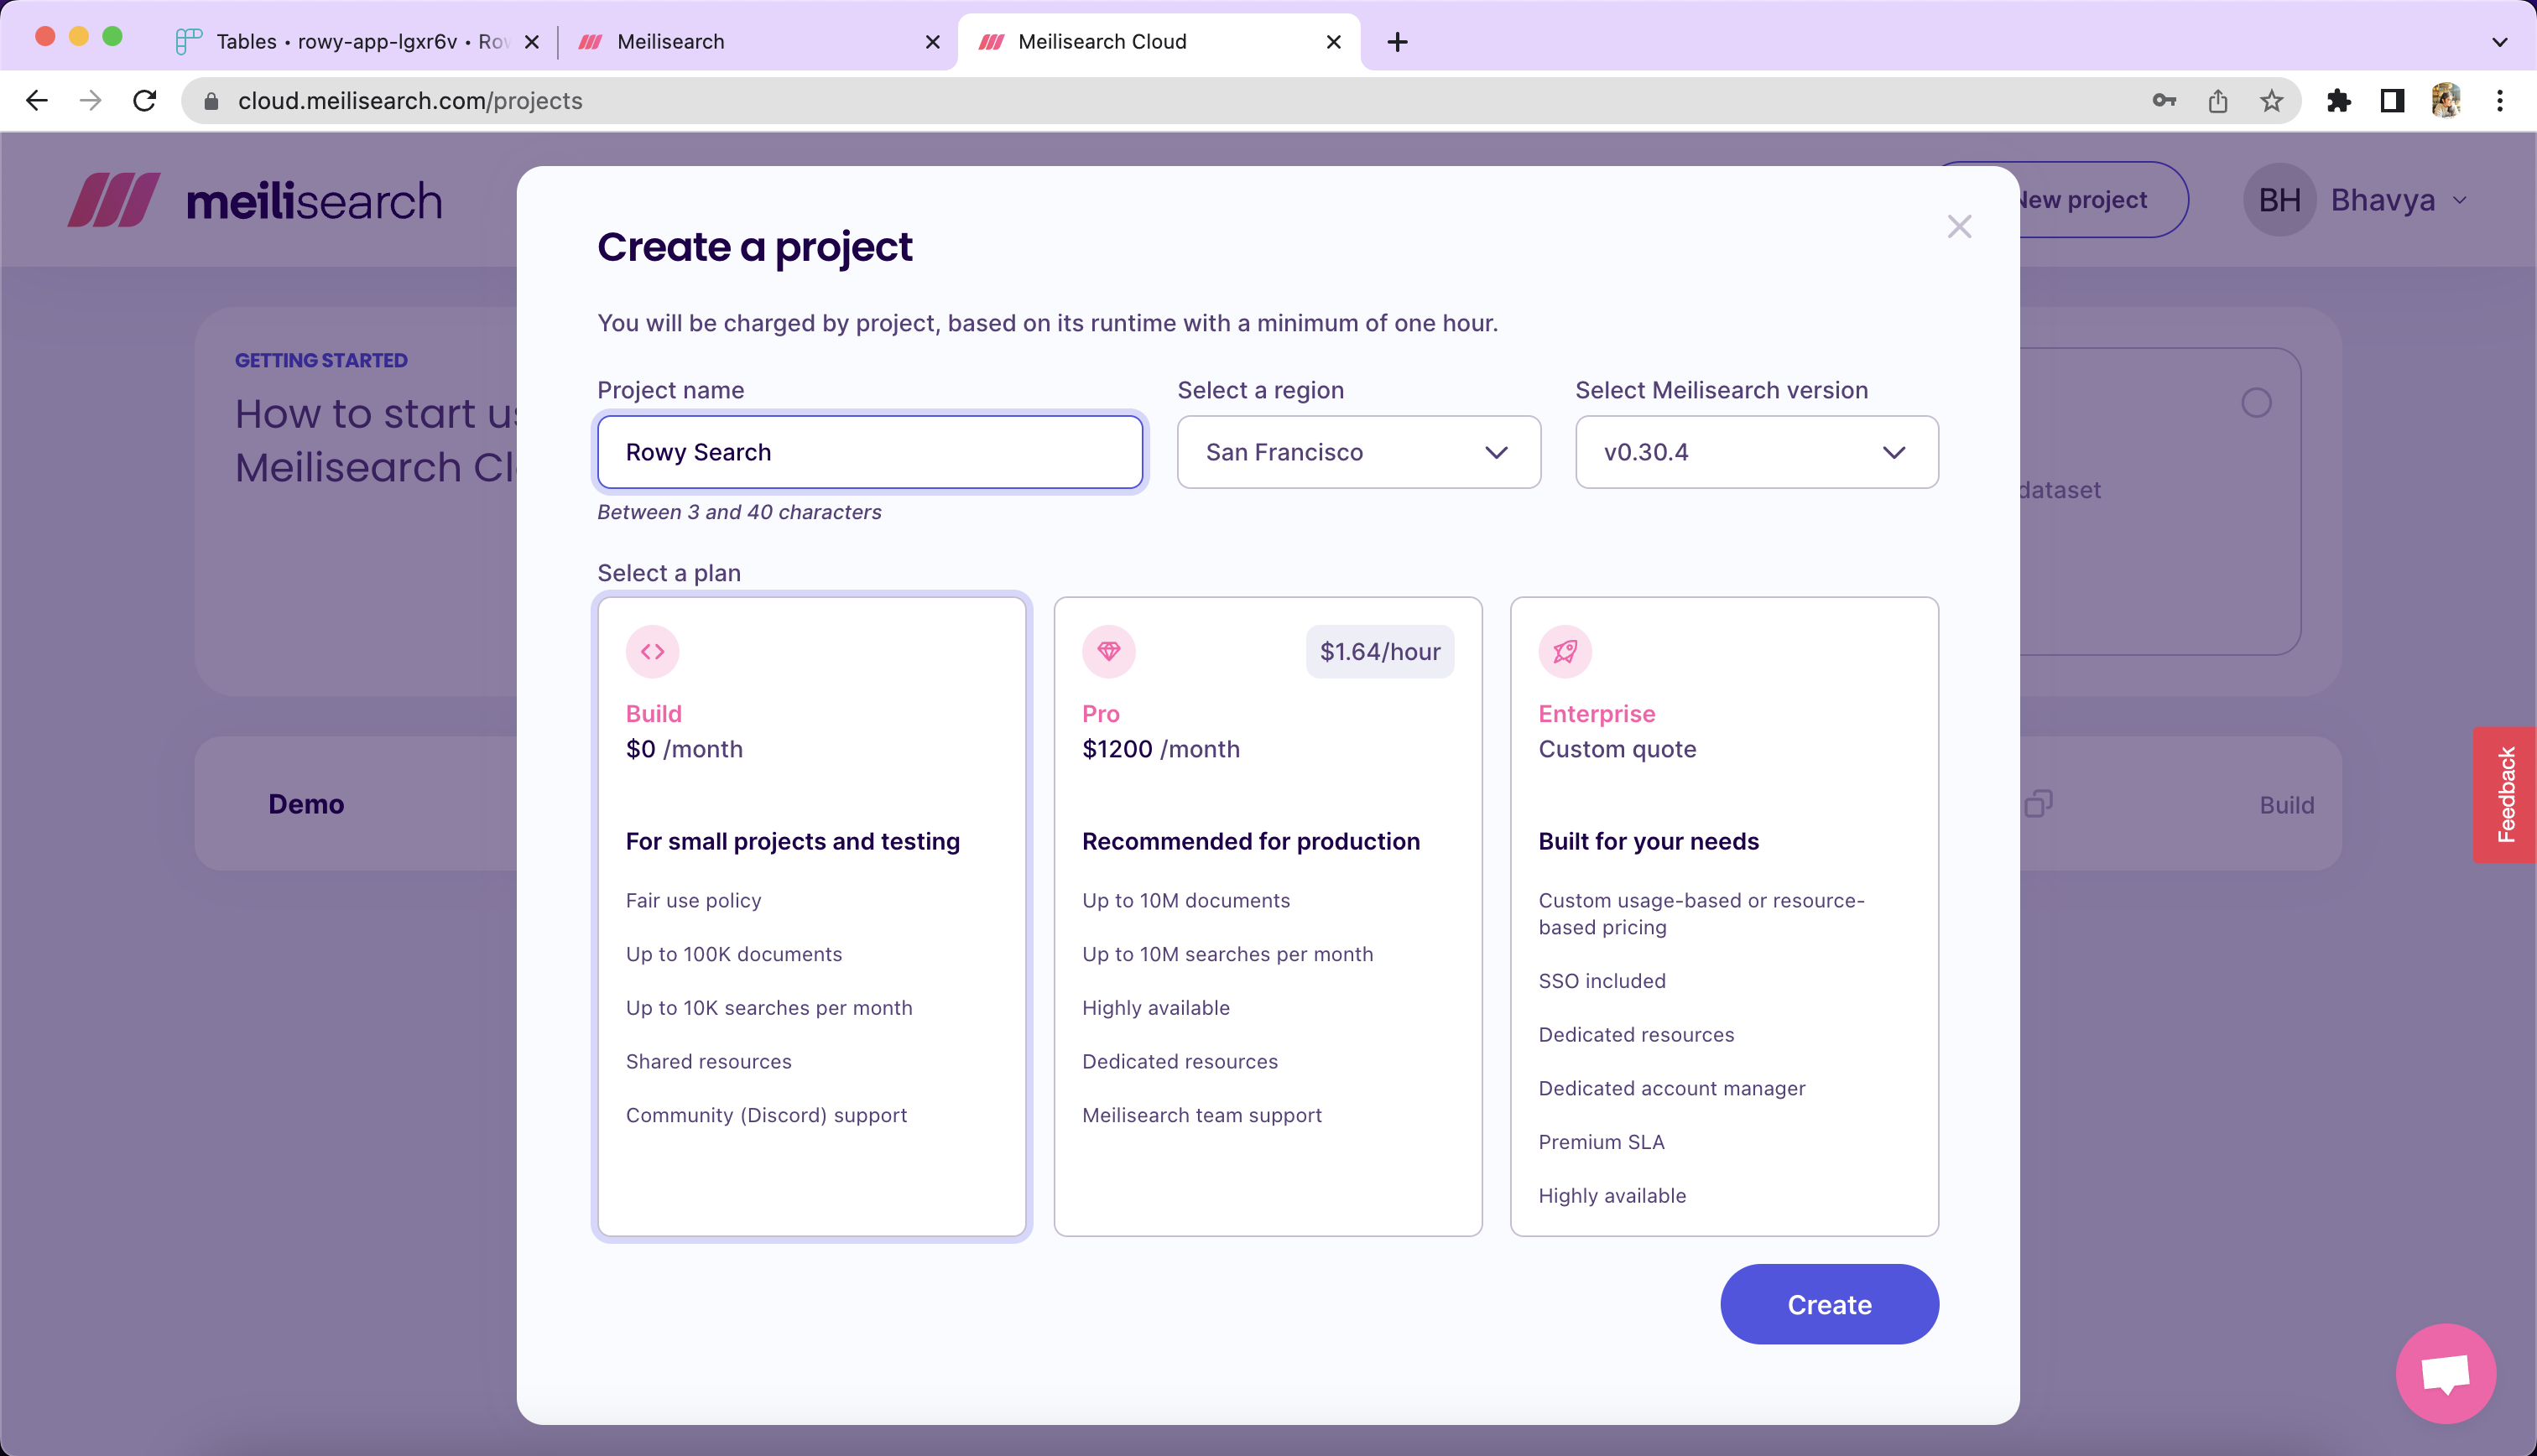 Tables • rowy-app-lgxr6v •
Meilisearch
Meilisearch Cloud
cloud.meilisearch.com/projects
meilisearch
New project
BH
Bhavya
GETTING STARTED
How to start
Meilisearch
dataset
Demo
Build
Feedback
Create a project
You will be charged by project, based on its runtime with a minimum of one hour.
Project name
Select a region
Select Meilisearch version
Rowy Search
San Francisco
v0.30.4
Between 3 and 40 characters
Select a plan
Build
$0 /month
For small projects and testing
Fair use policy
Up to 100K documents
Up to 10K searches per month
Shared resources
Community (Discord) support
$1.64/hour
Pro
$1200 /month
Recommended for production
Up to 10M documents
Up to 10M searches per month
Highly available
Dedicated resources
Meilisearch team support
Enterprise
Custom quote
Built for your needs
Custom usage-based or resource-
based pricing
SSO included
Dedicated resources
Dedicated account manager
Premium SLA
Highly available
Create